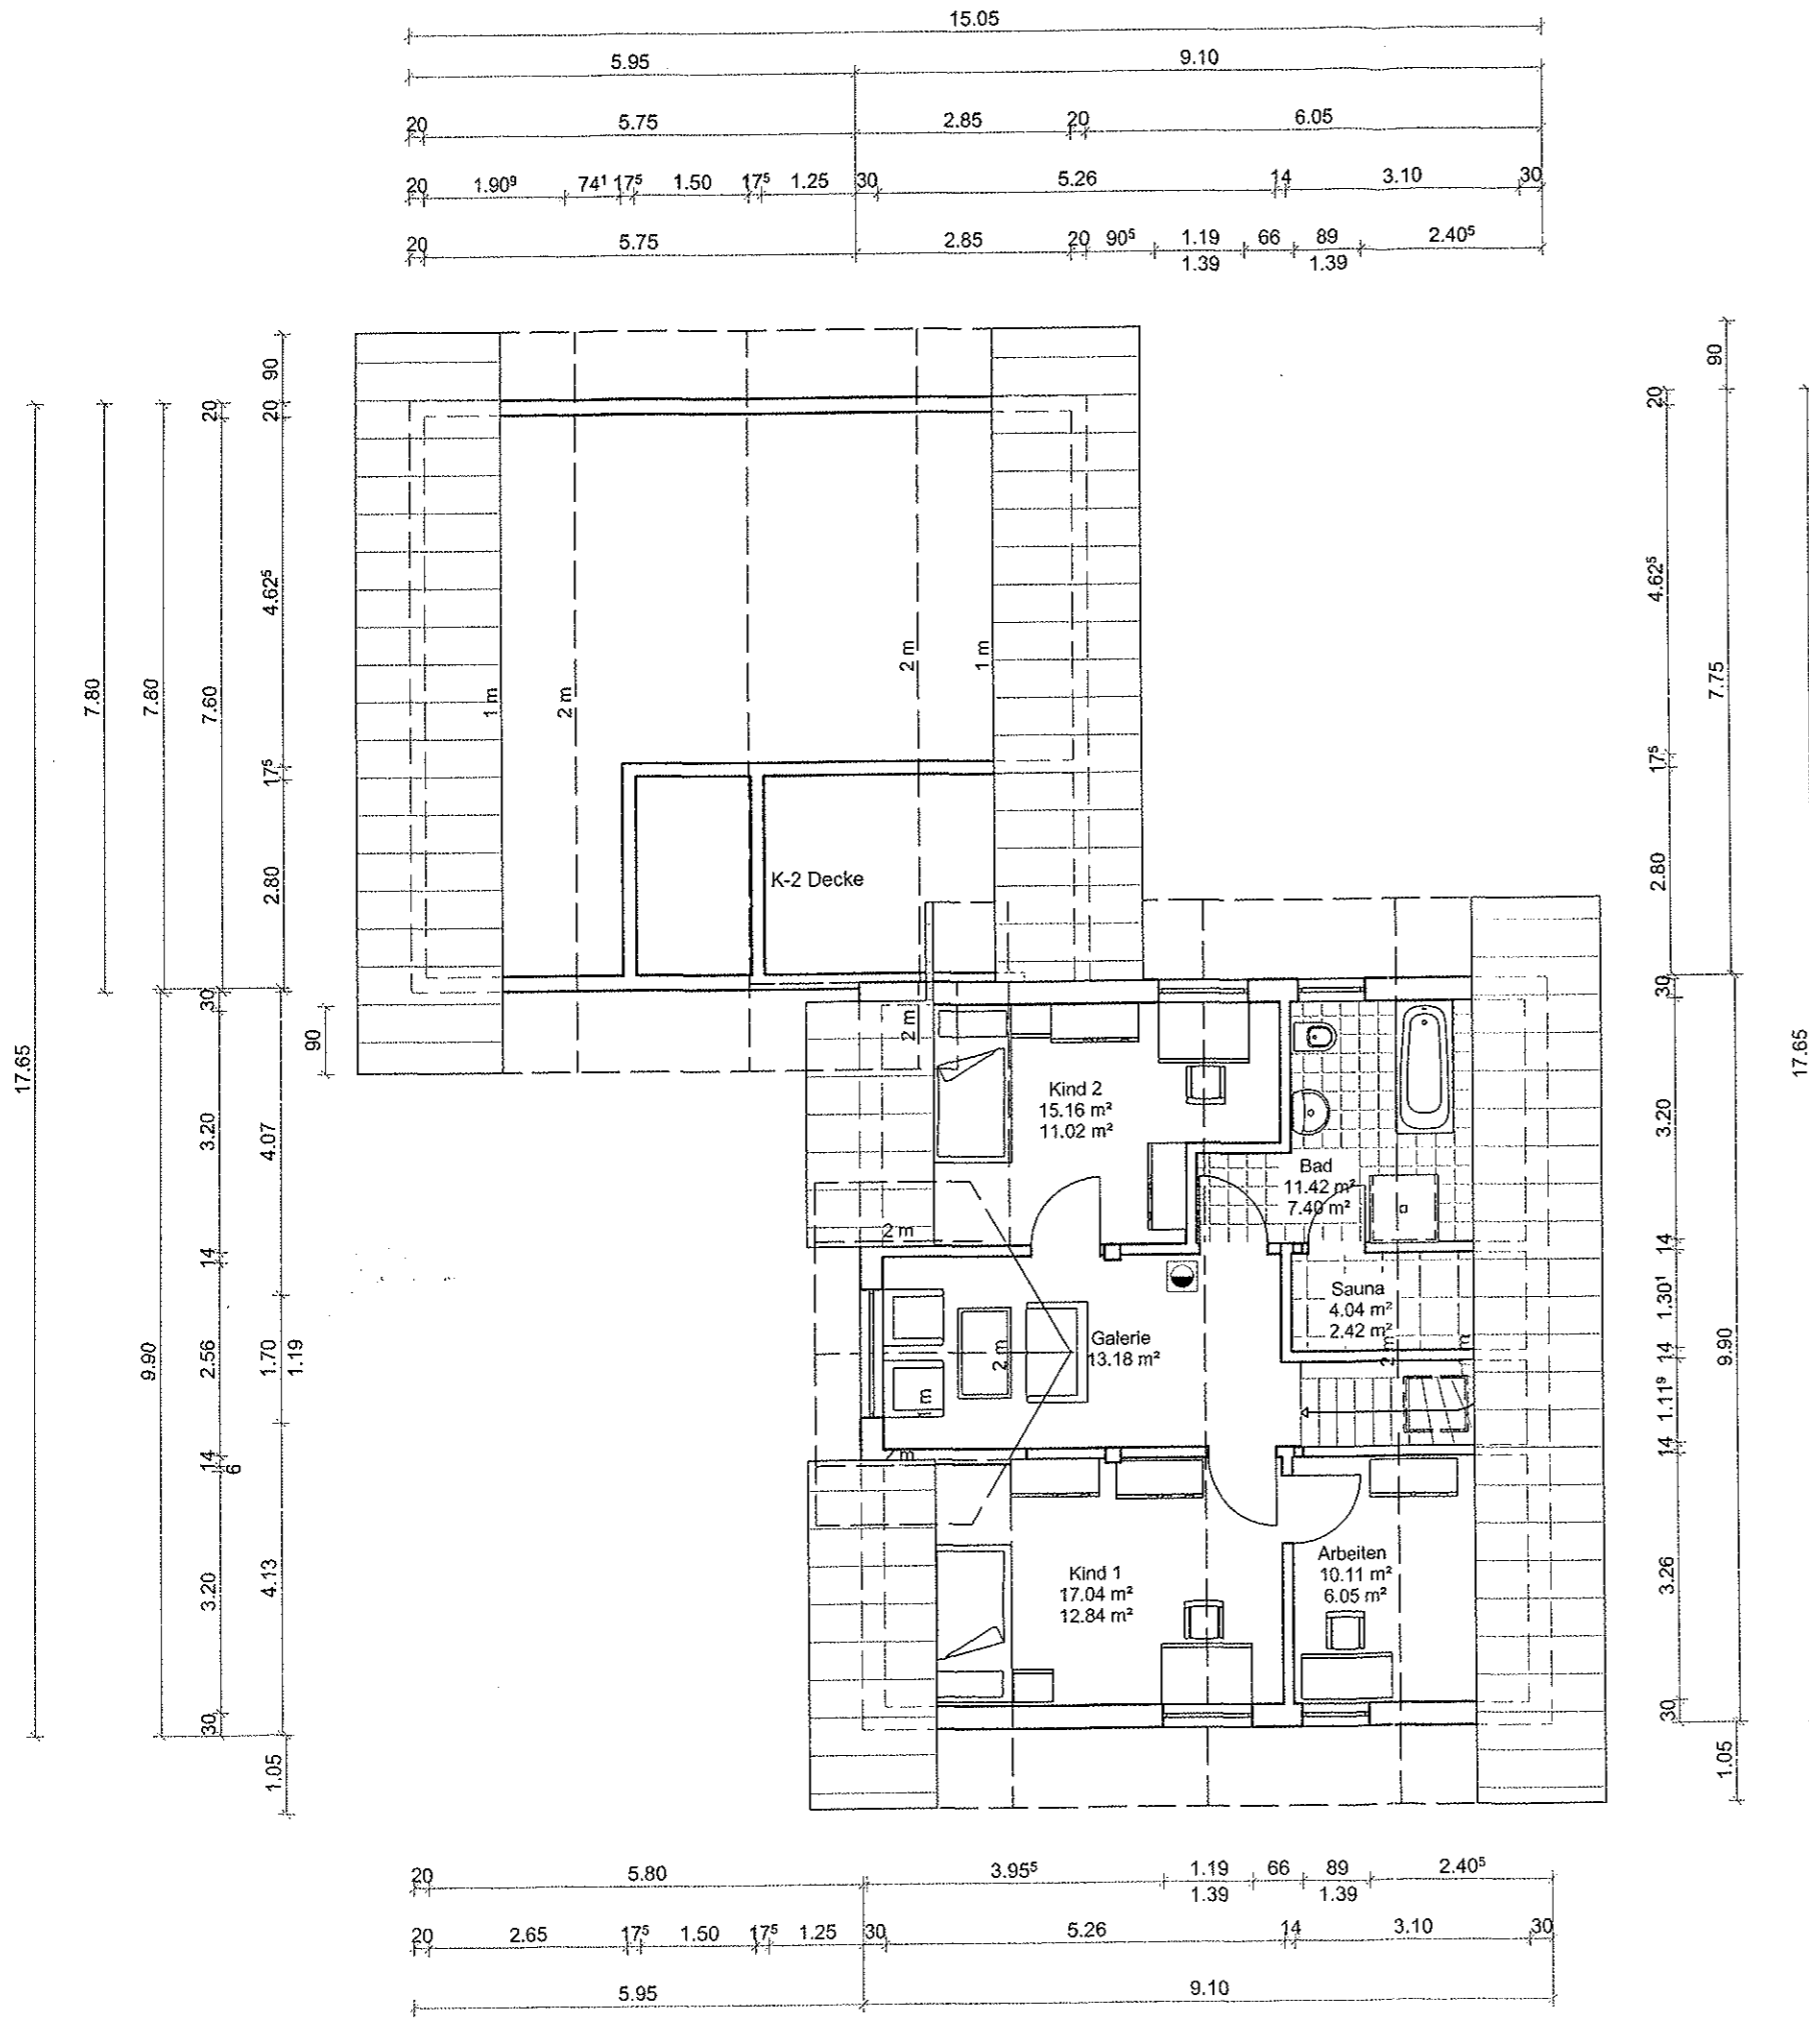 15.05
5.95 9.10
20 5.75 2.85 20 6.05
20 1.90⁹ 74¹ 17⁵ 1.50 17⁵ 1.25 30 5.26 14 3.10 30
20 5.75 2.85 20 90⁵ 1.19 66 89 2.40⁵
1.39 1.39
17.65
7.80
9.90
7.80
20
7.60
30
3.20
14
2.56
14
6
3.20
30
90
20
4.62⁵
17⁵
2.80
4.07
1.70
1.19
4.13
1.05
90
1 m
2 m
2 m
1 m
K-2 Decke
2 m
Kind 2
15.16 m²
11.02 m²
Bad
11.42 m²
7.40 m²
2 m
Sauna
4.04 m²
2.42 m²
Galerie
13.18 m²
2 m
2 m
m
m
m
Kind 1
17.04 m²
12.84 m²
Arbeiten
10.11 m²
6.05 m²
20
4.62⁵
17⁵
2.80
30
3.20
14
1.30¹
14
1.11⁹
14
3.26
30
90
7.75
9.90
1.05
17.65
20 5.80 3.95⁵ 1.19 66 89 2.40⁵
1.39 1.39
20 2.65 17⁵ 1.50 17⁵ 1.25 30 5.26 14 3.10 30
5.95 9.10